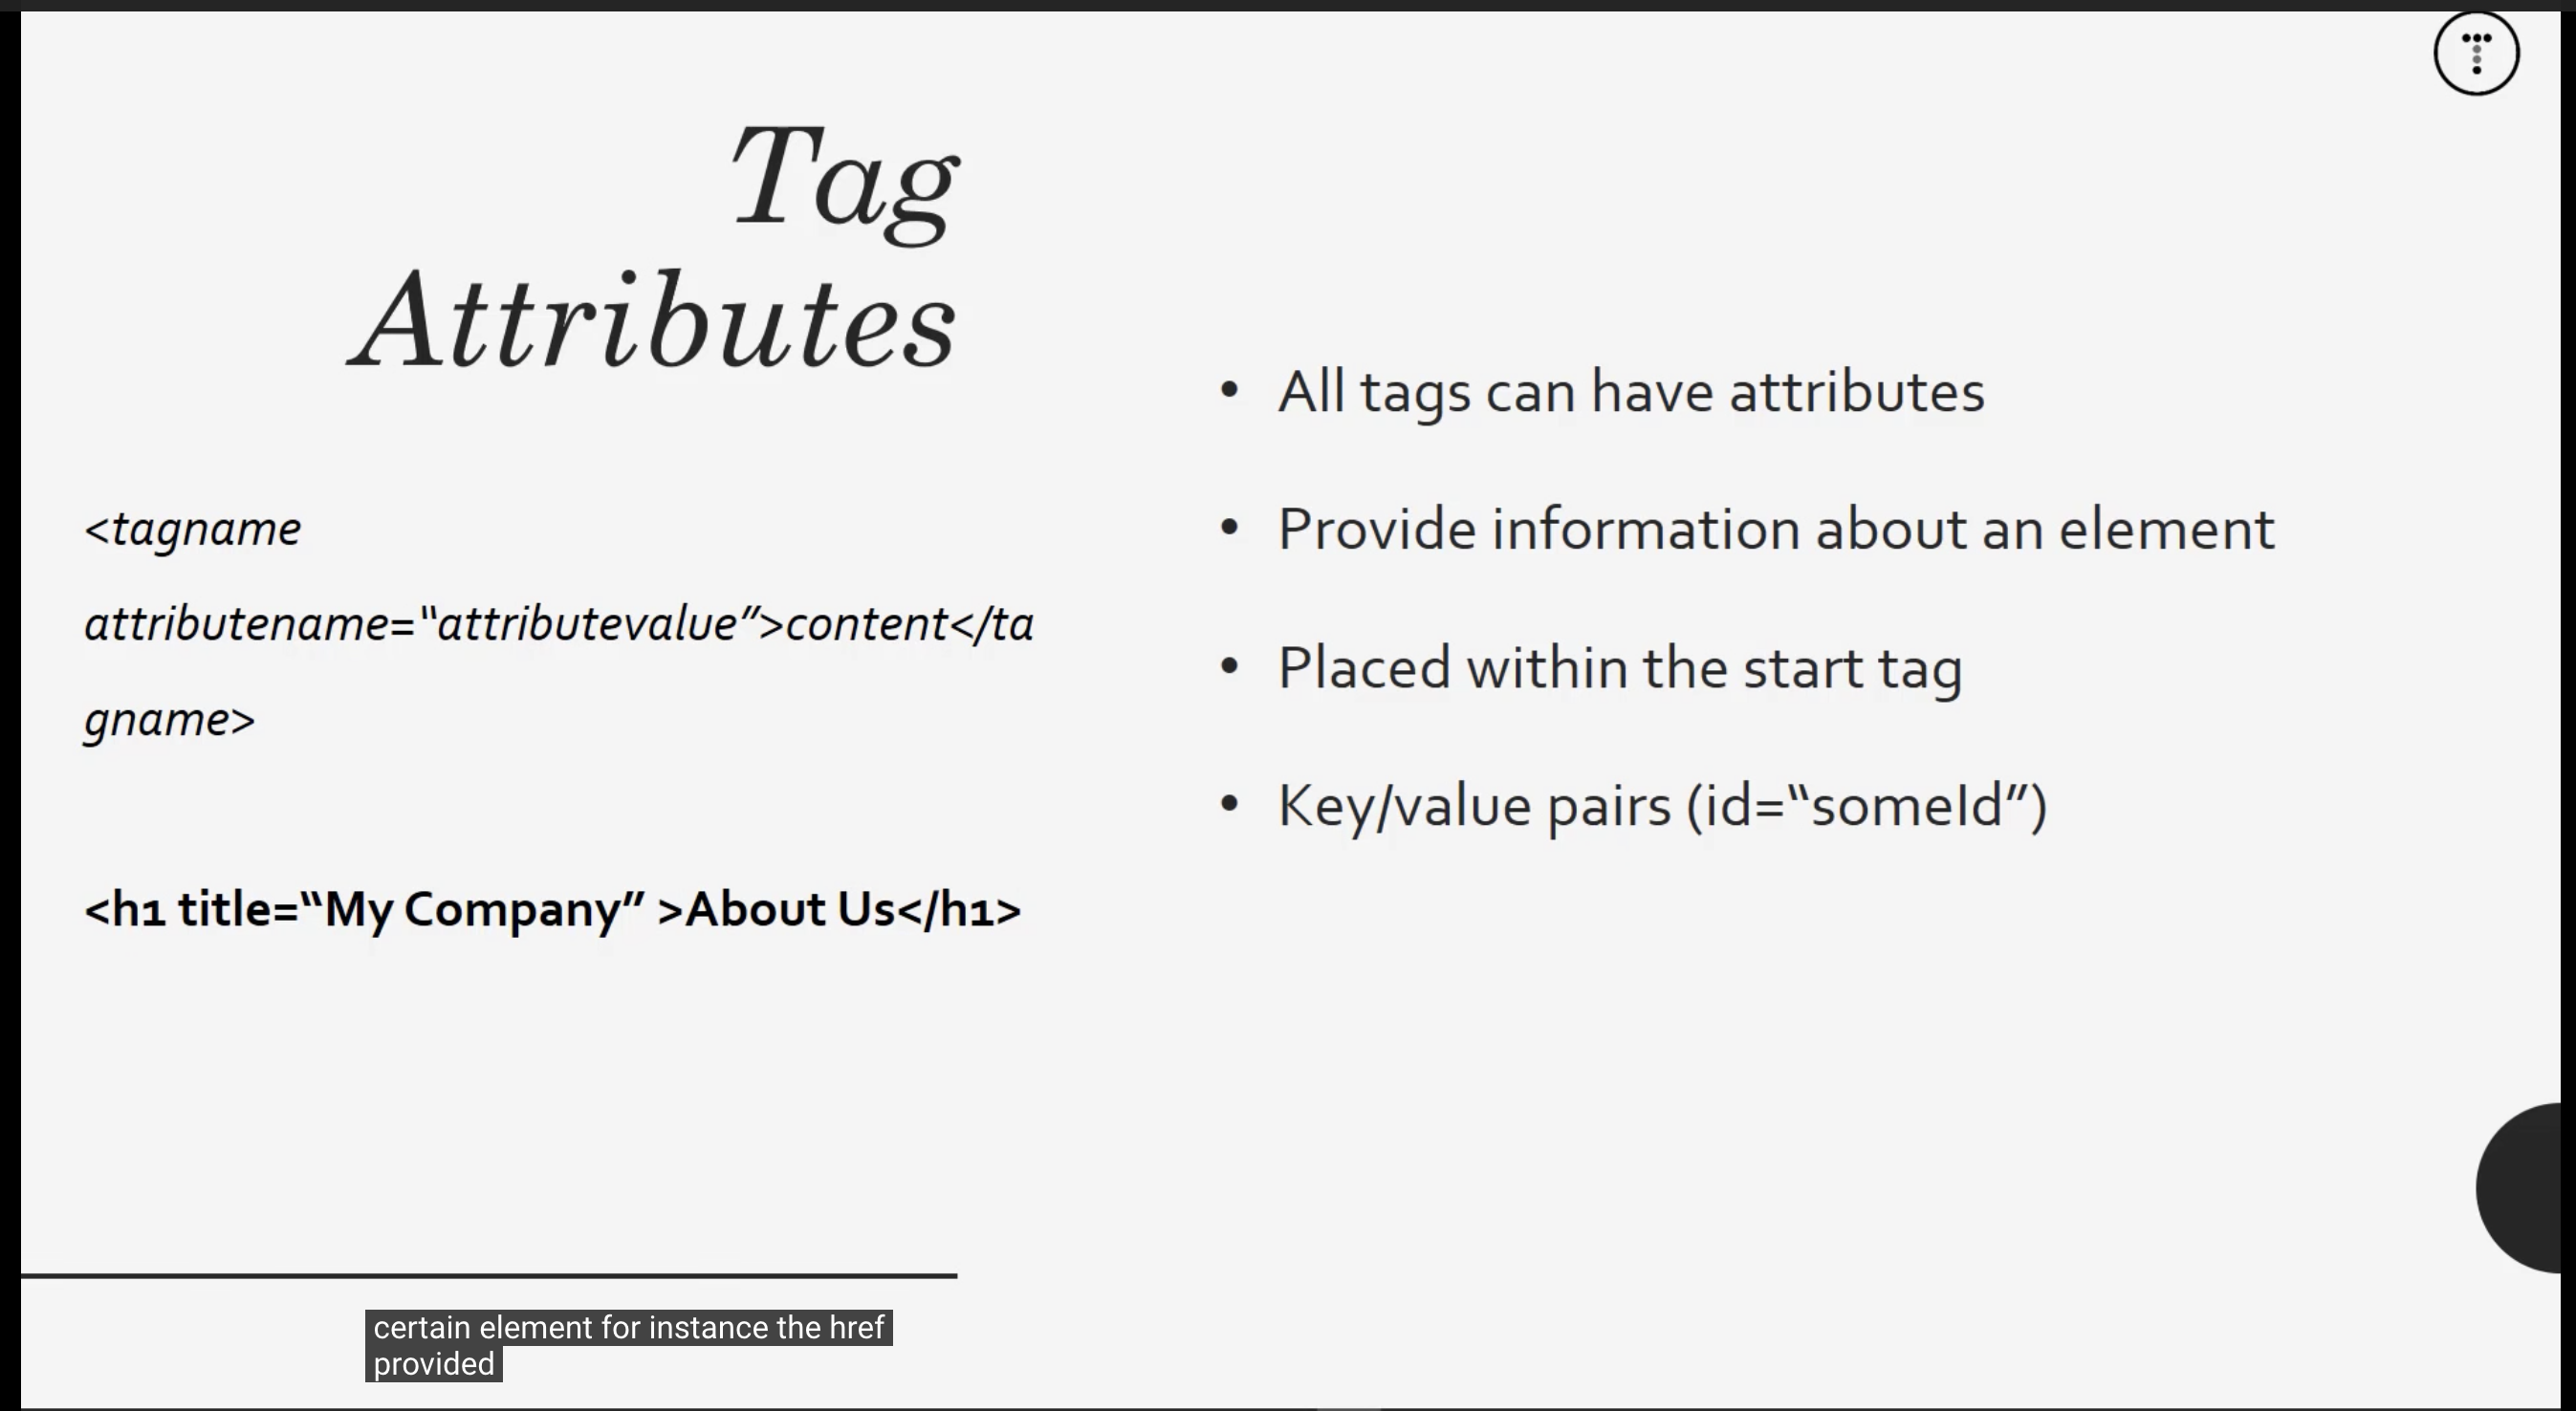 Tag
Attributes
<tagname
attributename=“attributevalue”>content</ta
gname>
<h1 title=“My Company” >About Us</h1>
• All tags can have attributes
• Provide information about an element
• Placed within the start tag
• Key/value pairs (id=“someId”)
certain element for instance the href
provided